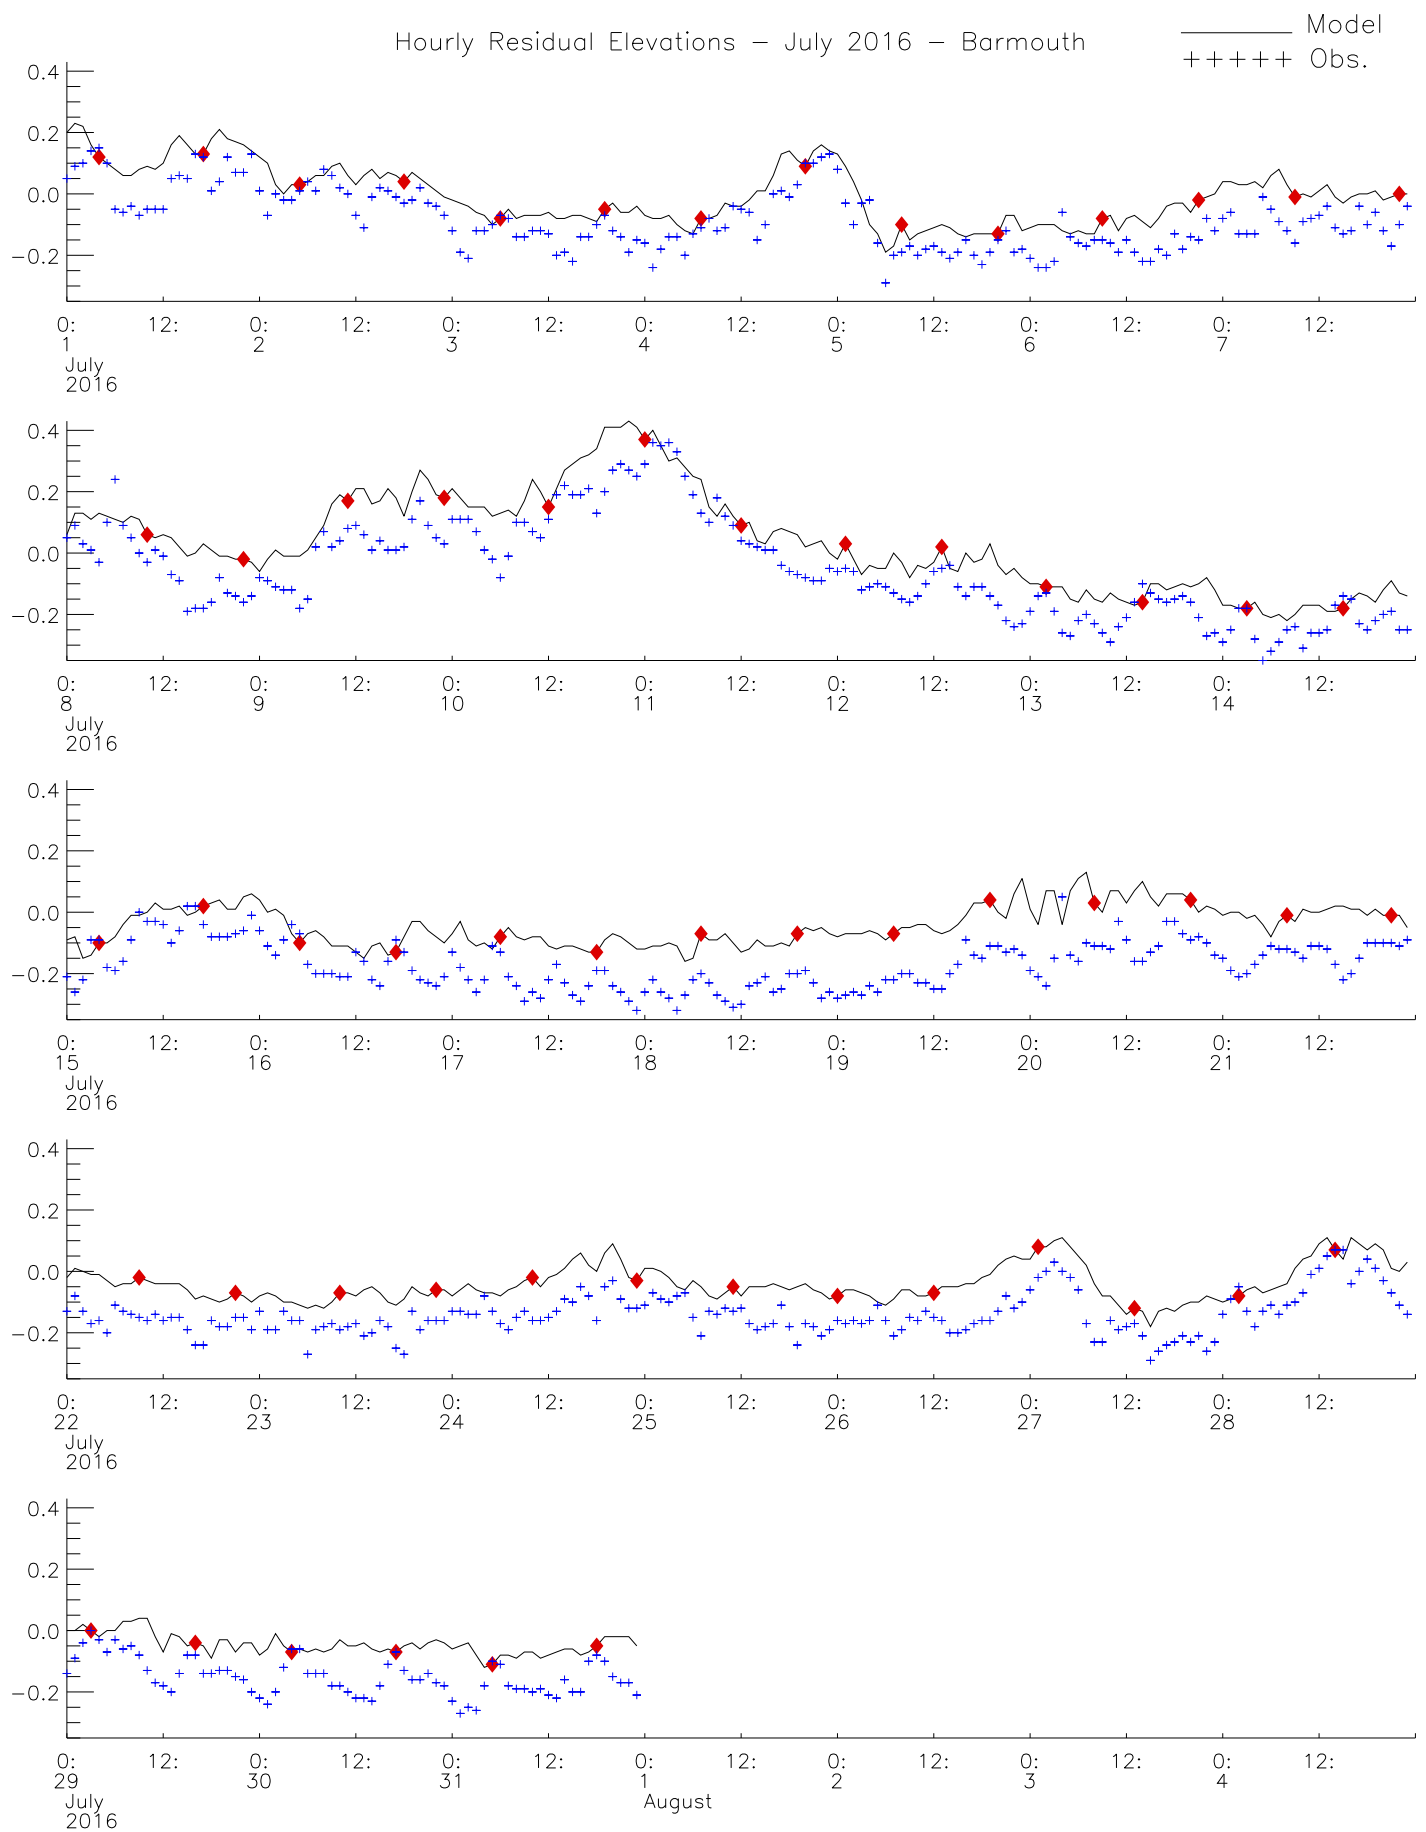 Hourly Residual Elevations – July 2016 – Barmouth
Model
+++++ Obs.
0.4
0.2
0.0
−0.2
0: 12: 0: 12: 0: 12: 0: 12: 0: 12: 0: 12: 0: 12:
1 2 3 4 5 6 7
July
2016
0.4
0.2
0.0
−0.2
0: 12: 0: 12: 0: 12: 0: 12: 0: 12: 0: 12: 0: 12:
8 9 10 11 12 13 14
July
2016
0.4
0.2
0.0
−0.2
0: 12: 0: 12: 0: 12: 0: 12: 0: 12: 0: 12: 0: 12:
15 16 17 18 19 20 21
July
2016
0.4
0.2
0.0
−0.2
0: 12: 0: 12: 0: 12: 0: 12: 0: 12: 0: 12: 0: 12:
22 23 24 25 26 27 28
July
2016
0.4
0.2
0.0
−0.2
0: 12: 0: 12: 0: 12: 0: 12: 0: 12: 0: 12: 0: 12:
29 30 31 1 2 3 4
July August
2016